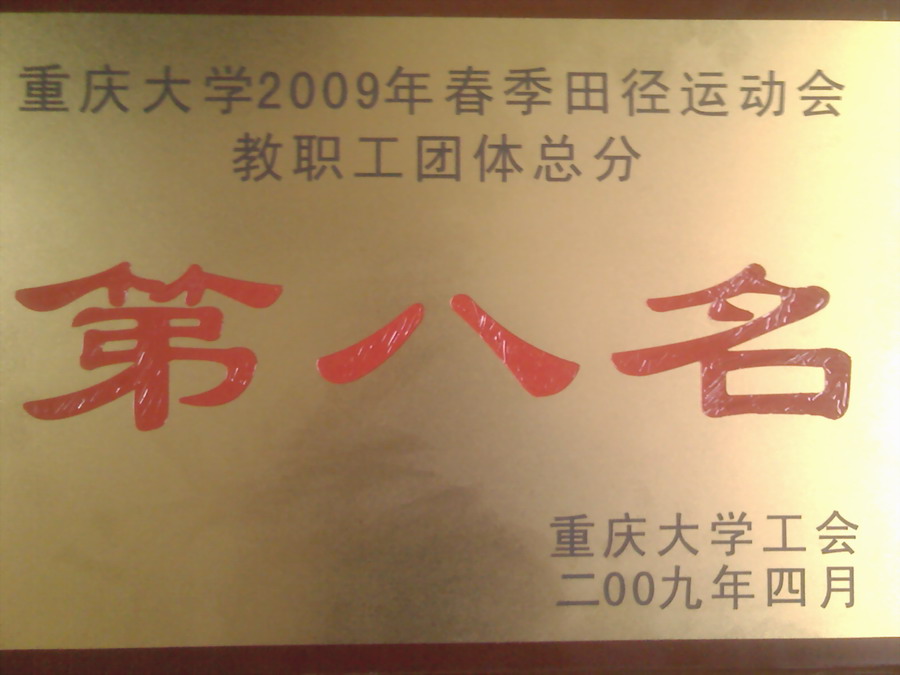 重庆大学2009年春季田径运动会
教职工团体总分
第八名
重庆大学工会
二00九年四月